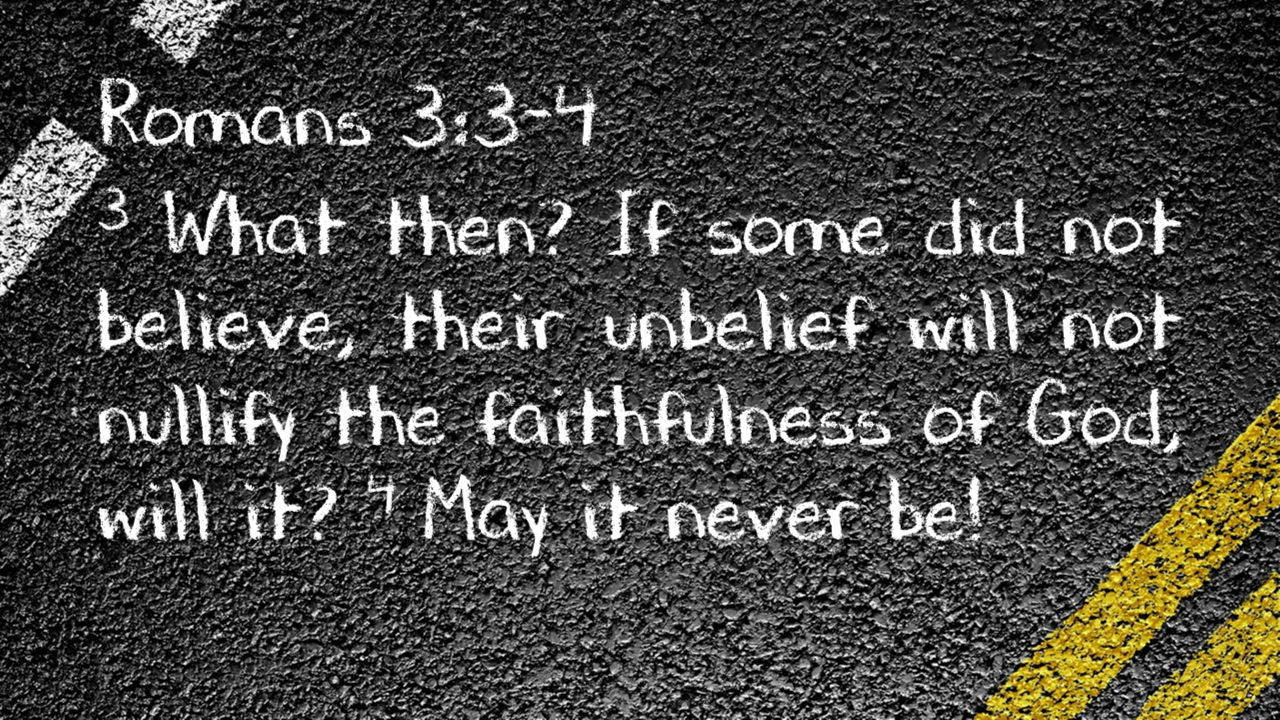 Romans 3:3-4
3 What then? If some did not
believe, their unbelief will not
nullify the faithfulness of God,
will it? 4 May it never be!